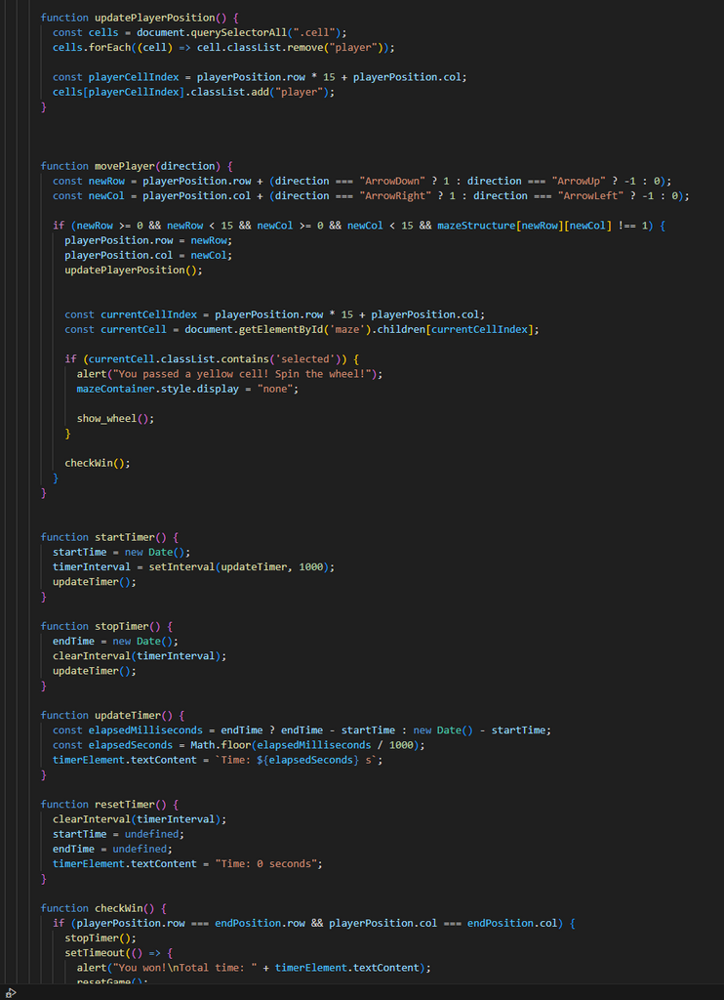 function updatePlayerPosition() {
const cells = document.querySelectorAll(".cell");
cells.forEach((cell) => cell.classList.remove("player"));
const playerCellIndex = playerPosition.row * 15 + playerPosition.col;
cells[playerCellIndex].classList.add("player");
}
function movePlayer(direction) {
const newRow = playerPosition.row + (direction === "ArrowDown" ? 1 : direction === "ArrowUp" ? -1 : 0);
const newCol = playerPosition.col + (direction === "ArrowRight" ? 1 : direction === "ArrowLeft" ? -1 : 0);
if (newRow >= 0 && newRow < 15 && newCol >= 0 && newCol < 15 && mazeStructure[newRow][newCol] !== 1) {
playerPosition.row = newRow;
playerPosition.col = newCol;
updatePlayerPosition();
const currentCellIndex = playerPosition.row * 15 + playerPosition.col;
const currentCell = document.getElementById('maze').children[currentCellIndex];
if (currentCell.classList.contains('selected')) {
alert("You passed a yellow cell! Spin the wheel!");
mazeContainer.style.display = "none";
show_wheel();
}
checkWin();
}
}
function startTimer() {
startTime = new Date();
timerInterval = setInterval(updateTimer, 1000);
updateTimer();
}
function stopTimer() {
endTime = new Date();
clearInterval(timerInterval);
updateTimer();
}
function updateTimer() {
const elapsedMilliseconds = endTime ? endTime - startTime : new Date() - startTime;
const elapsedSeconds = Math.floor(elapsedMilliseconds / 1000);
timerElement.textContent = `Time: ${elapsedSeconds} s`;
}
function resetTimer() {
clearInterval(timerInterval);
startTime = undefined;
endTime = undefined;
timerElement.textContent = "Time: 0 seconds";
}
function checkWin() {
if (playerPosition.row === endPosition.row && playerPosition.col === endPosition.col) {
stopTimer();
setTimeout(() => {
alert("You won!\nTotal time: " + timerElement.textContent);
resetGame();